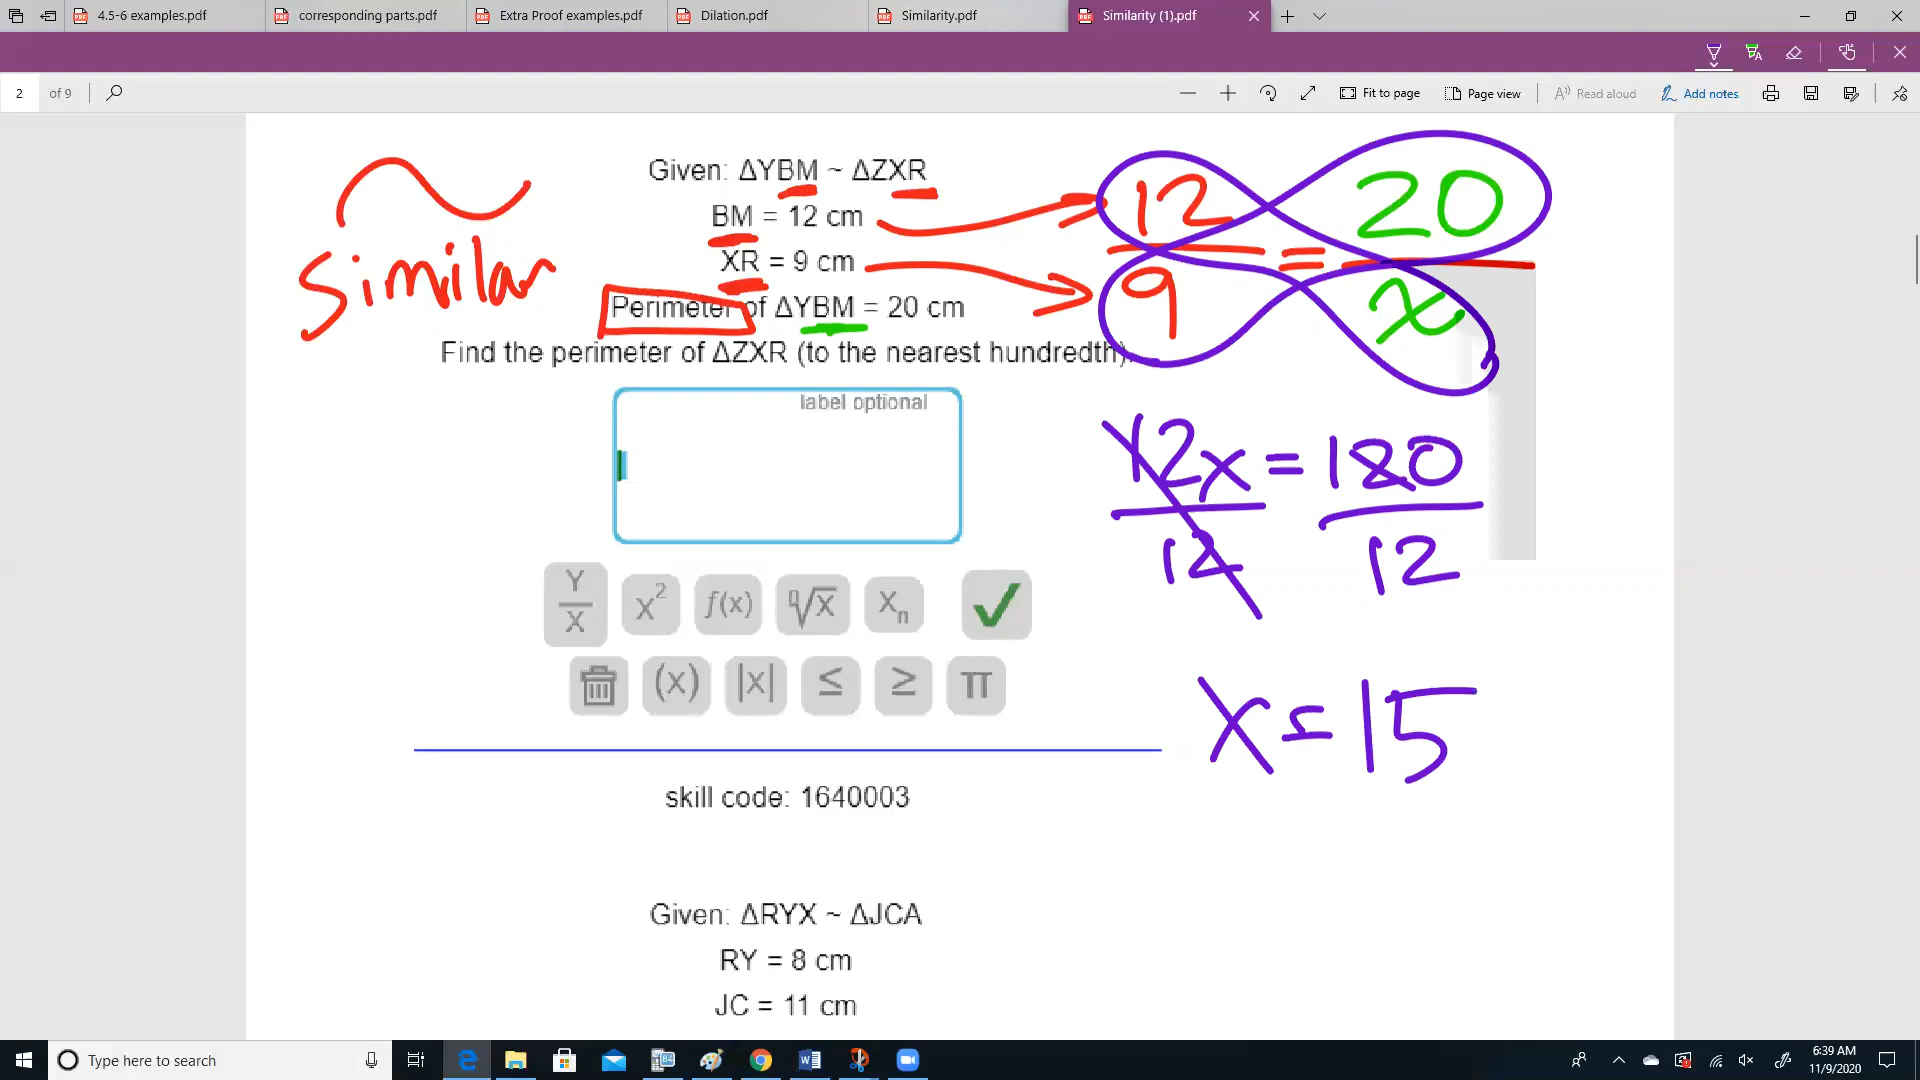 4.5-6 examples.pdf
corresponding parts.pdf
Extra Proof examples.pdf
Dilation.pdf
Similarity.pdf
Similarity (1).pdf
2 of 9
Fit to page
Page view
Read aloud
Add notes
Given: ΔYBM ~ ΔZXR
BM = 12 cm
XR = 9 cm
Perimeter of ΔYBM = 20 cm
Find the perimeter of ΔZXR (to the nearest hundredth).
~
Similar
12/9 = 20/x
label optional
12x/12 = 180/12
x = 15
Y/X
x²
f(x)
ⁿ√x
Xn
(x)
|x|
≤
≥
π
skill code: 1640003
Given: ΔRYX ~ ΔJCA
RY = 8 cm
JC = 11 cm
Type here to search
6:39 AM
11/9/2020